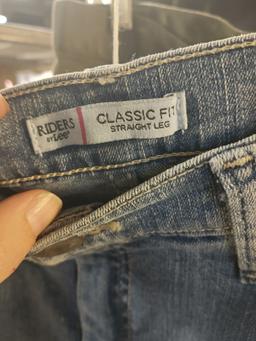 RIDERS
BY Lee
CLASSIC FIT
STRAIGHT LEG